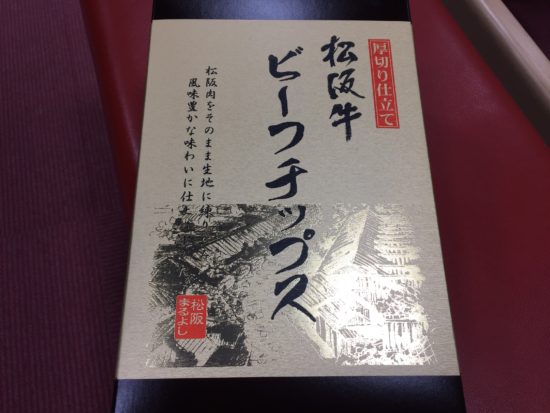 厚切り仕立て
松阪牛
ビーフチップス
松阪肉をそのまま生地に練り
風味豊かな味わいに仕
松阪
まるよし